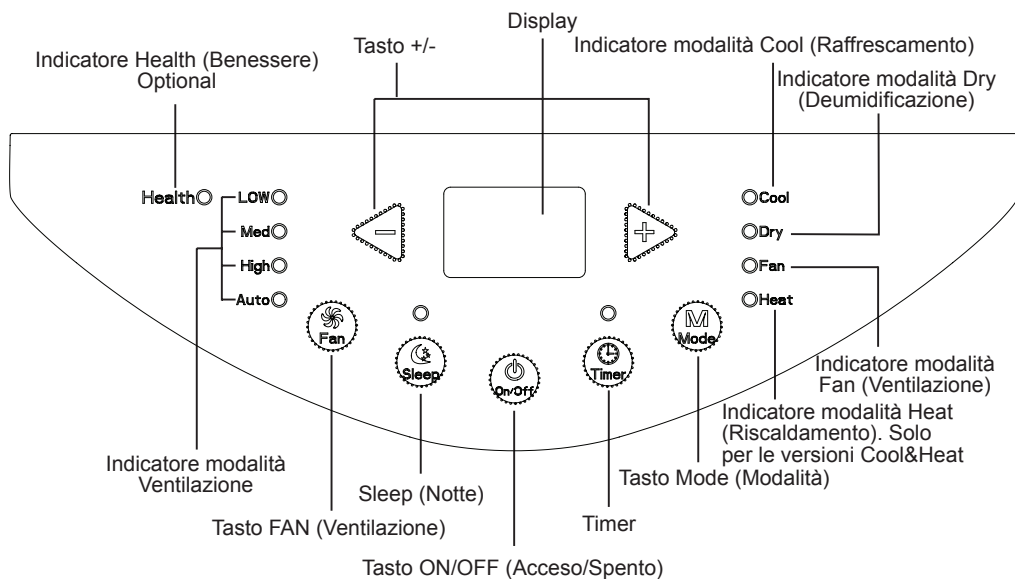 Display
Tasto +/-
Indicatore modalità Cool (Raffrescamento)
Indicatore Health (Benessere)
Optional
Indicatore modalità Dry
(Deumidificazione)
Health
LOW
Med
High
Auto
Cool
Dry
Fan
Heat
Fan
Sleep
On/Off
Timer
M
Mode
Indicatore modalità
Fan (Ventilazione)
Indicatore modalità Heat
(Riscaldamento). Solo
per le versioni Cool&Heat
Indicatore modalità
Ventilazione
Tasto Mode (Modalità)
Sleep (Notte)
Tasto FAN (Ventilazione)
Timer
Tasto ON/OFF (Acceso/Spento)